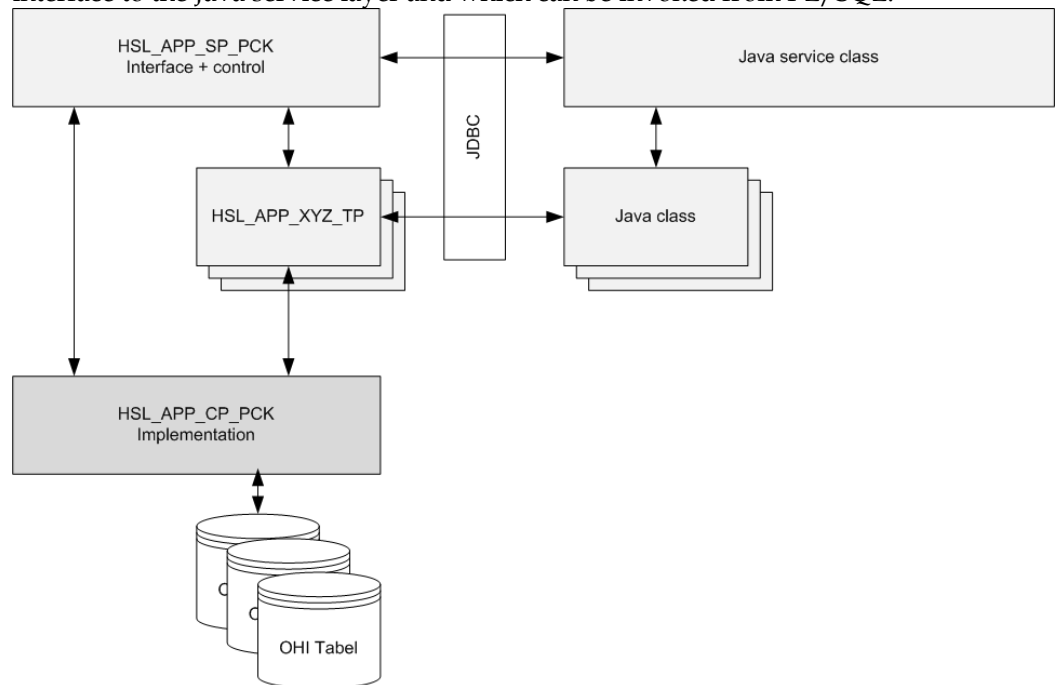 interface to the Java service layer and which can be invoked from PL/SQL.
HSL_APP_SP_PCK
Interface + control
Java service class
JDBC
HSL_APP_XYZ_TP
Java class
HSL_APP_CP_PCK
Implementation
O
O
OHI Tabel